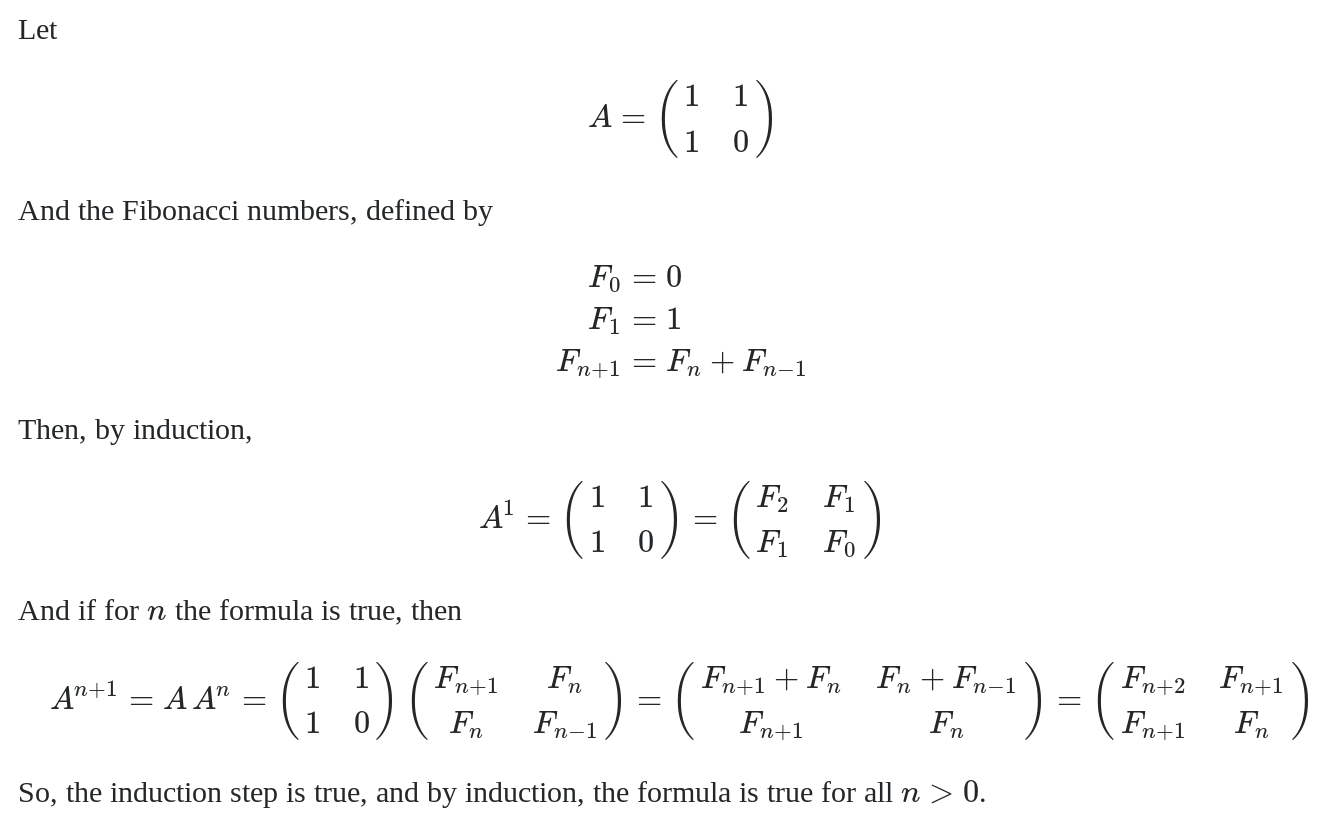 Let
$$A = \begin{pmatrix} 1 & 1 \\ 1 & 0 \end{pmatrix}$$
And the Fibonacci numbers, defined by
$$F_0 = 0$$
$$F_1 = 1$$
$$F_{n+1} = F_n + F_{n-1}$$
Then, by induction,
$$A^1 = \begin{pmatrix} 1 & 1 \\ 1 & 0 \end{pmatrix} = \begin{pmatrix} F_2 & F_1 \\ F_1 & F_0 \end{pmatrix}$$
And if for $n$ the formula is true, then
$$A^{n+1} = A\,A^n = \begin{pmatrix} 1 & 1 \\ 1 & 0 \end{pmatrix} \begin{pmatrix} F_{n+1} & F_n \\ F_n & F_{n-1} \end{pmatrix} = \begin{pmatrix} F_{n+1} + F_n & F_n + F_{n-1} \\ F_{n+1} & F_n \end{pmatrix} = \begin{pmatrix} F_{n+2} & F_{n+1} \\ F_{n+1} & F_n \end{pmatrix}$$
So, the induction step is true, and by induction, the formula is true for all $n > 0$.